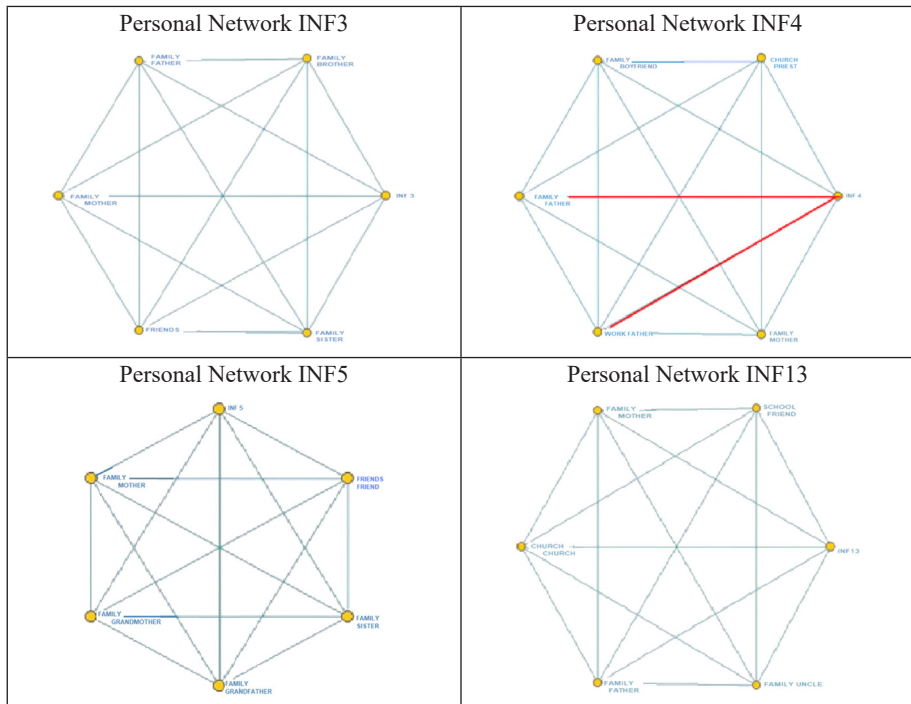 Personal Network INF3
FAMILY
FATHER
FAMILY
BROTHER
FAMILY
MOTHER
INF 3
FRIENDS
FAMILY
SISTER
Personal Network INF4
FAMILY
BOYFRIEND
CHURCH
PRIEST
FAMILY
FATHER
INF 4
WORK FATHER
FAMILY
MOTHER
Personal Network INF5
INF 5
FAMILY
MOTHER
FRIENDS
FRIEND
FAMILY
GRANDMOTHER
FAMILY
SISTER
FAMILY
GRANDFATHER
Personal Network INF13
FAMILY
MOTHER
SCHOOL
FRIEND
CHURCH
CHURCH
INF13
FAMILY
FATHER
FAMILY UNCLE